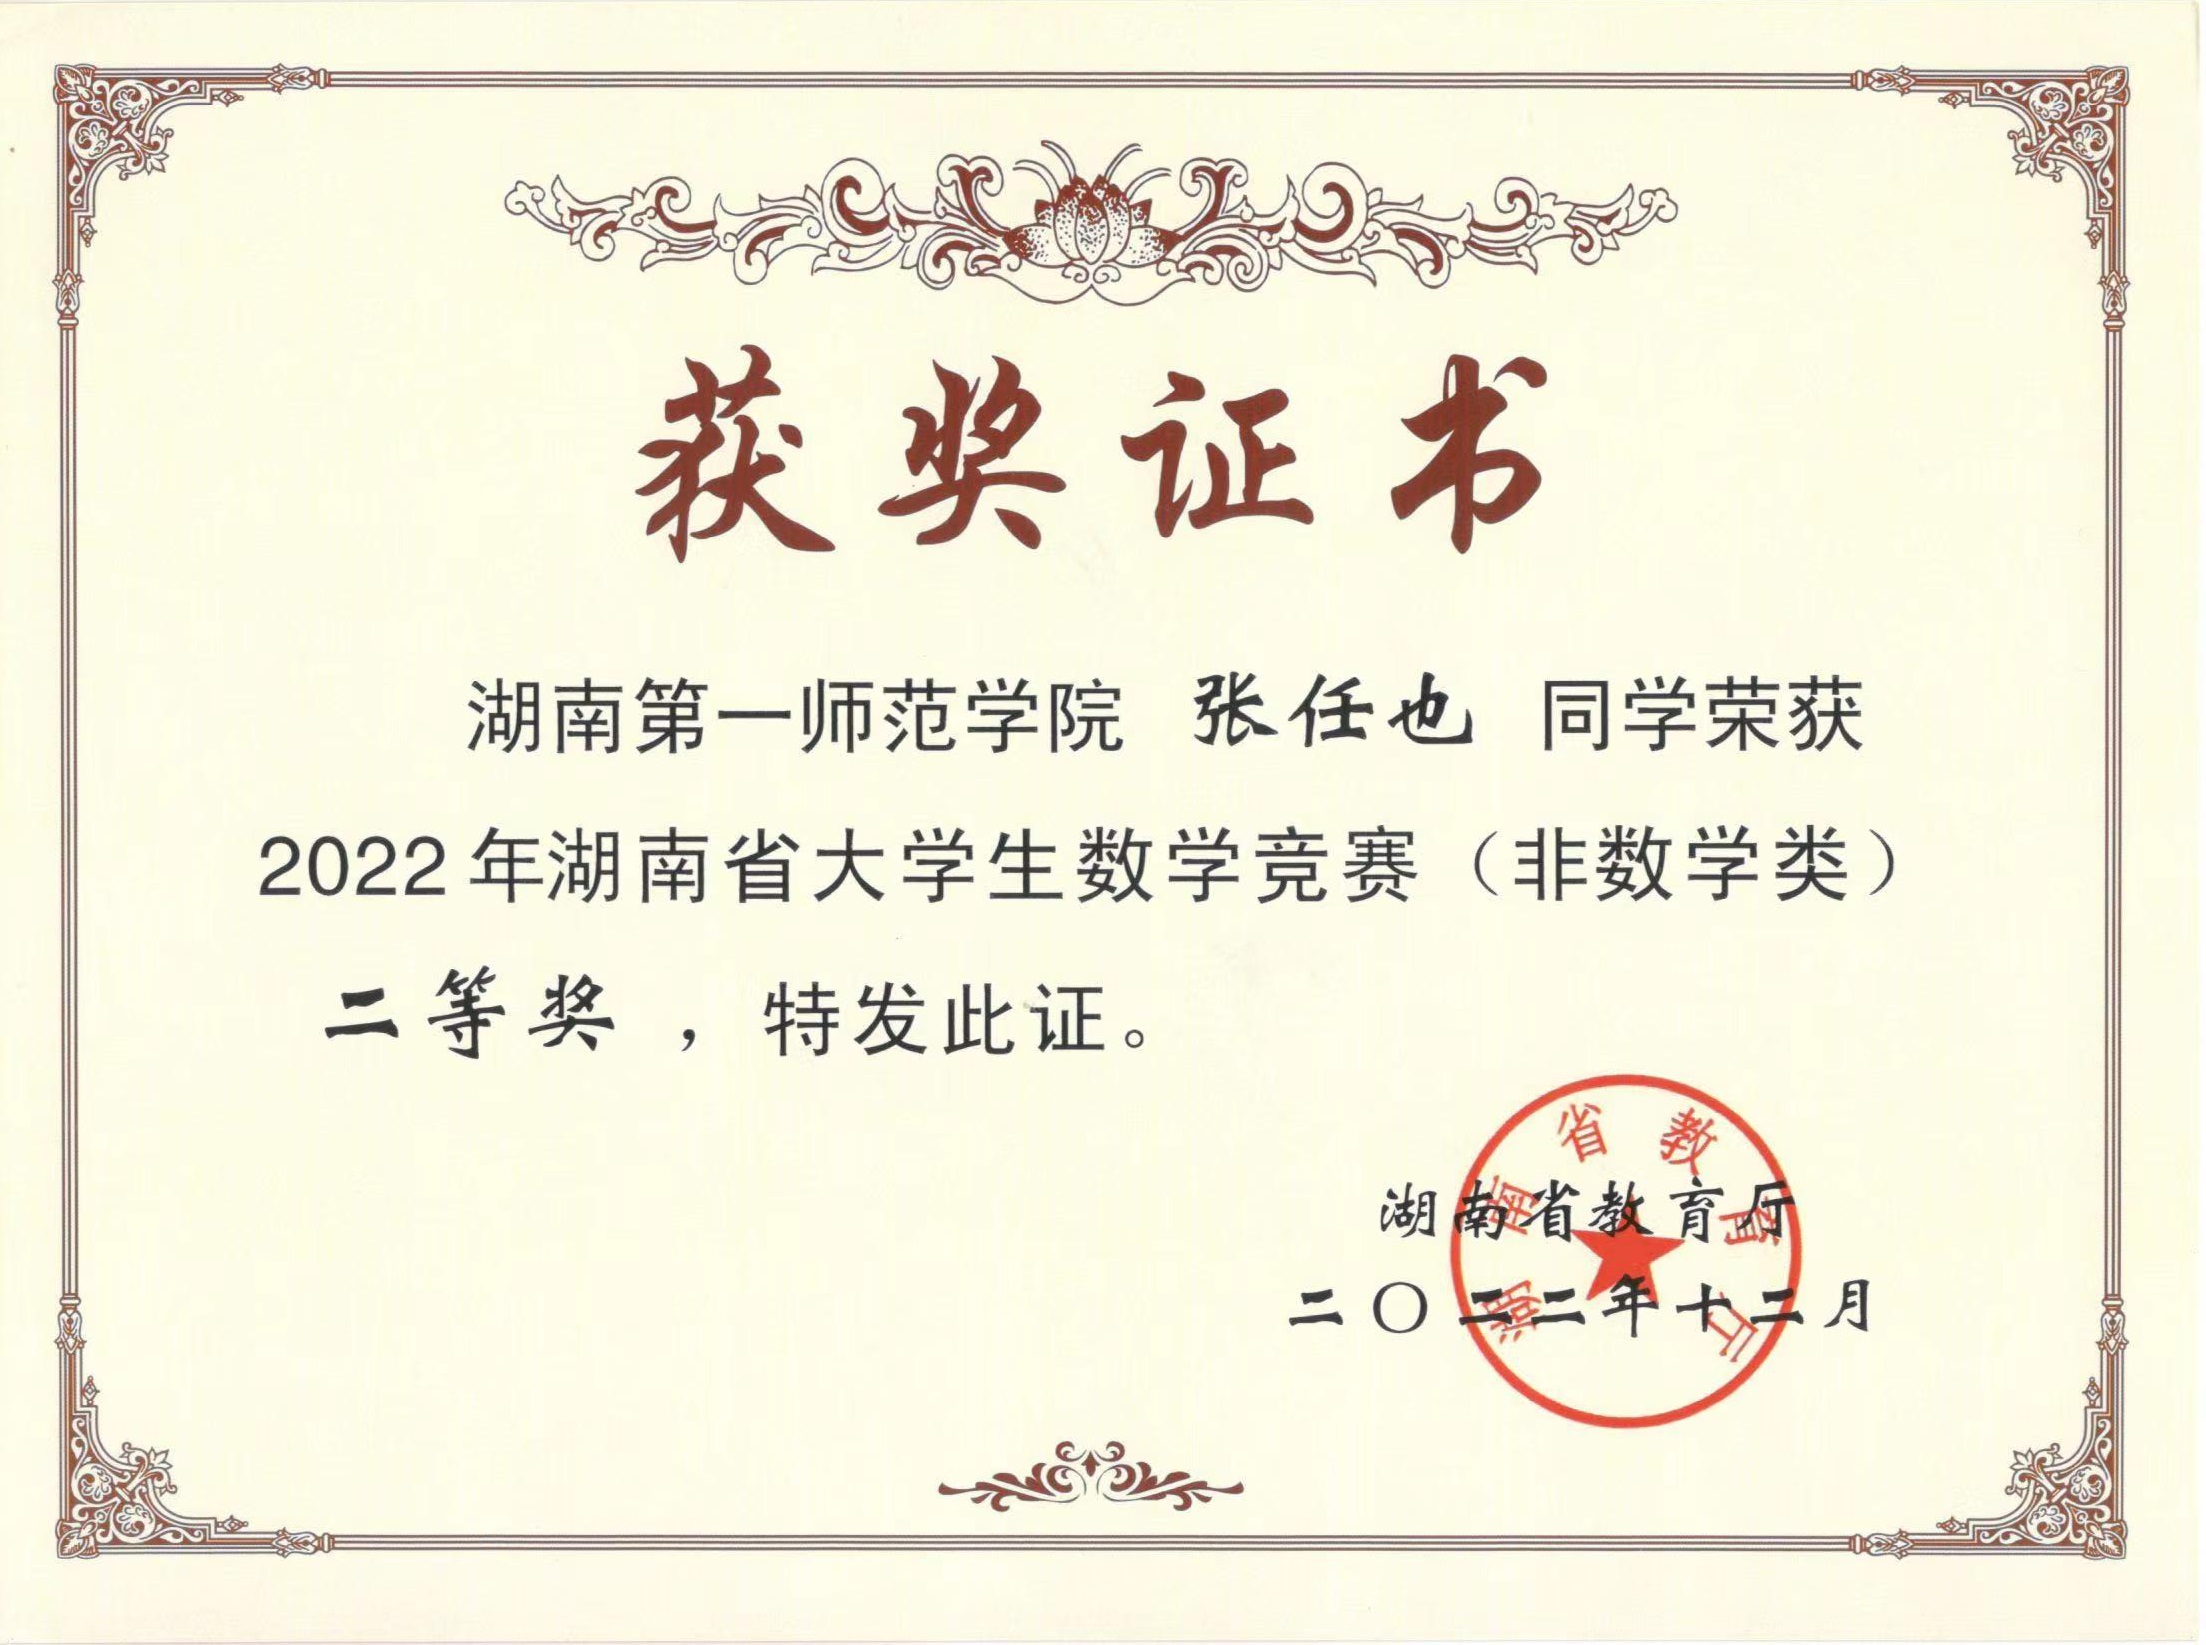 获奖证书
湖南第一师范学院 张任也 同学荣获
2022年湖南省大学生数学竞赛（非数学类）
二等奖 ，特发此证。
湖南省教育厅
二〇二二年十二月
湖南省教育厅